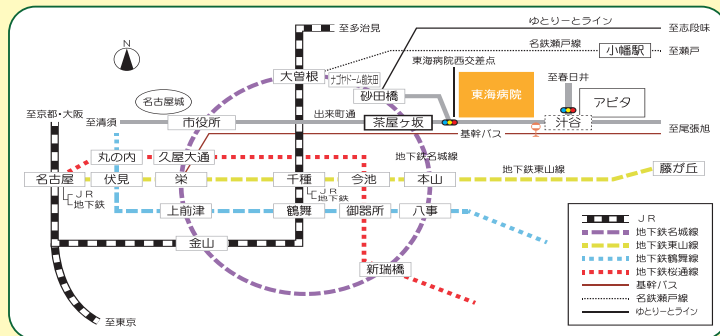 ゆとりーとライン
至志段味
至多治見
名鉄瀬戸線
小幡駅
至瀬戸
N
東海病院西交差点
大曽根
ナゴヤドーム前矢田
砂田橋
東海病院
至春日井
アピタ
名古屋城
至京都・大阪
至清須
市役所
出来町通
茶屋ヶ坂
汁谷
至尾張旭
基幹バス
丸の内
久屋大通
地下鉄名城線
地下鉄東山線
藤が丘
名古屋
伏見
栄
千種
今池
本山
JR
地下鉄
JR
地下鉄
上前津
鶴舞
御器所
八事
金山
新瑞橋
至東京
JR
地下鉄名城線
地下鉄東山線
地下鉄鶴舞線
地下鉄桜通線
基幹バス
名鉄瀬戸線
ゆとりーとライン